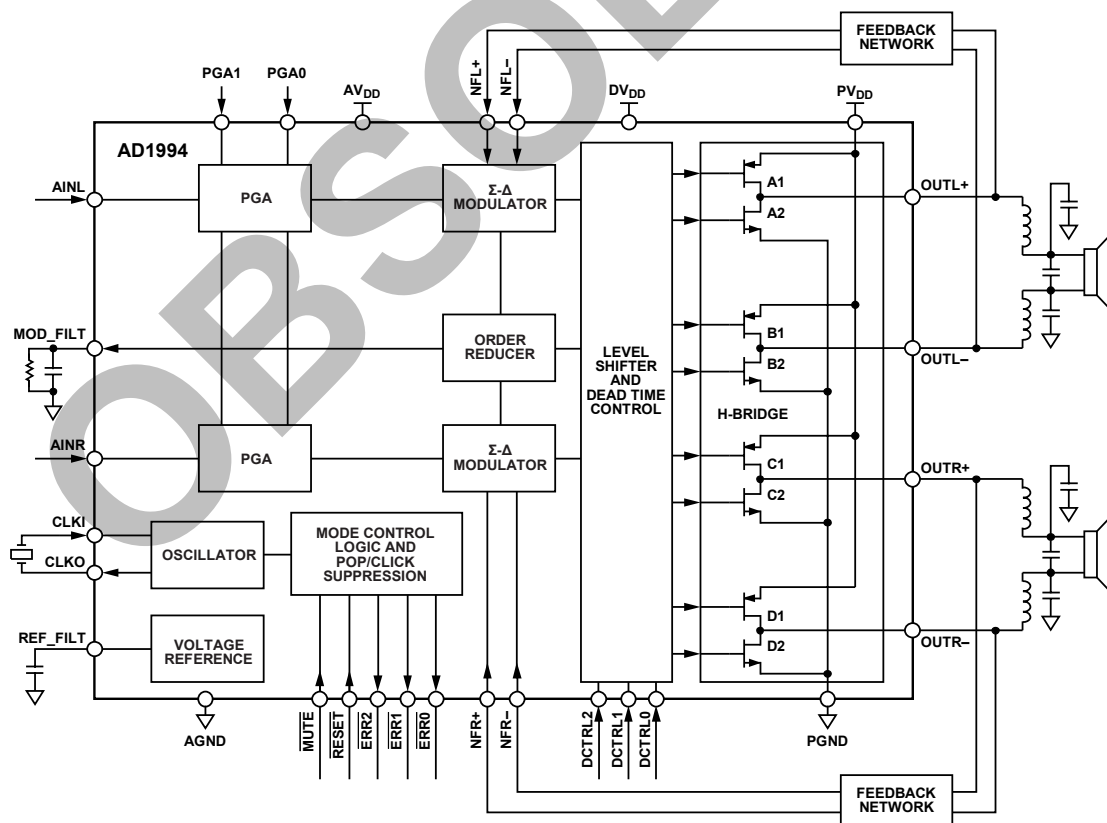 FEEDBACK
NETWORK
PGA1
PGA0
AVDD
NFL+
NFL–
DVDD
PVDD
AD1994
AINL
PGA
Σ-Δ
MODULATOR
A1
A2
OUTL+
MOD_FILT
ORDER
REDUCER
LEVEL
SHIFTER
AND
DEAD TIME
CONTROL
B1
B2
OUTL–
H-BRIDGE
AINR
PGA
Σ-Δ
MODULATOR
C1
C2
OUTR+
CLKI
CLKO
OSCILLATOR
MODE CONTROL
LOGIC AND
POP/CLICK
SUPPRESSION
D1
D2
OUTR–
REF_FILT
VOLTAGE
REFERENCE
AGND
MUTE
RESET
ERR2
ERR1
ERR0
NFR+
NFR–
DCTRL2
DCTRL1
DCTRL0
PGND
FEEDBACK
NETWORK